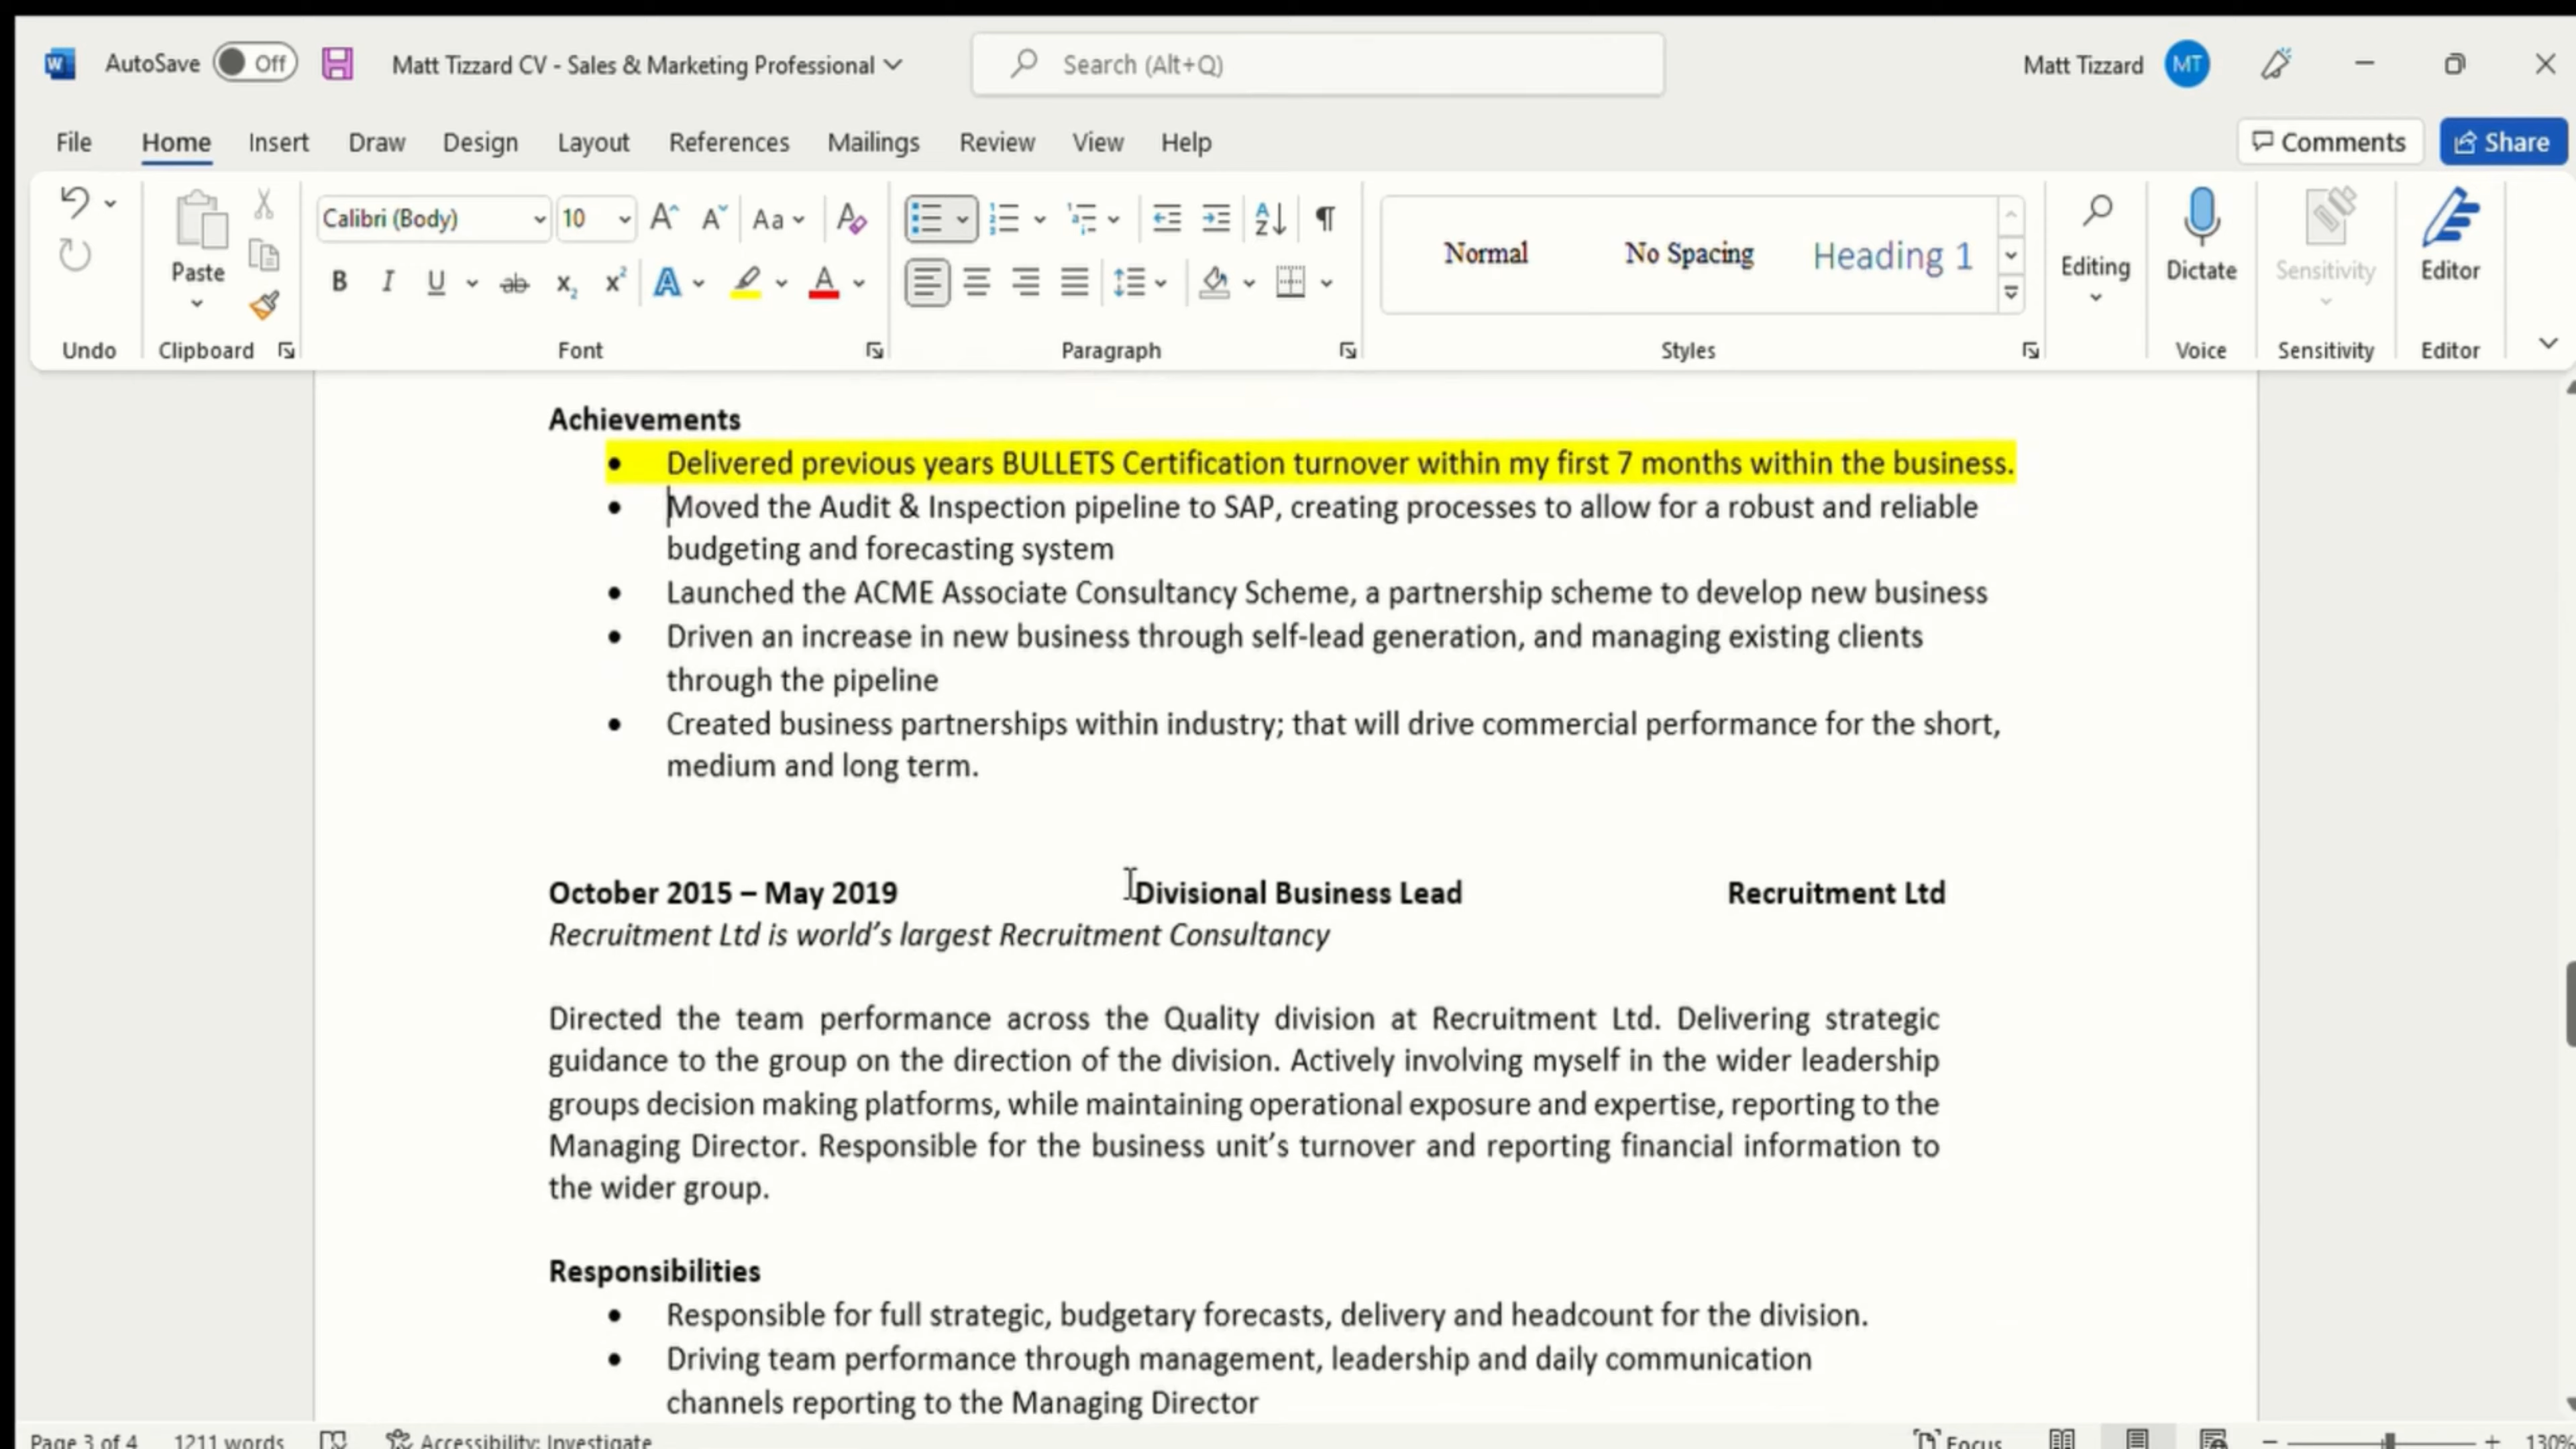 AutoSave Off Matt Tizzard CV - Sales & Marketing Professional Search (Alt+Q) Matt Tizzard MT
File Home Insert Draw Design Layout References Mailings Review View Help Comments Share
Calibri (Body) 10 Aa Normal No Spacing Heading 1
Paste Editing Dictate Sensitivity Editor
Undo Clipboard Font Paragraph Styles Voice Sensitivity Editor
Achievements
• Delivered previous years BULLETS Certification turnover within my first 7 months within the business.
• Moved the Audit & Inspection pipeline to SAP, creating processes to allow for a robust and reliable
budgeting and forecasting system
• Launched the ACME Associate Consultancy Scheme, a partnership scheme to develop new business
• Driven an increase in new business through self-lead generation, and managing existing clients
through the pipeline
• Created business partnerships within industry; that will drive commercial performance for the short,
medium and long term.
October 2015 – May 2019 Divisional Business Lead Recruitment Ltd
Recruitment Ltd is world's largest Recruitment Consultancy
Directed the team performance across the Quality division at Recruitment Ltd. Delivering strategic
guidance to the group on the direction of the division. Actively involving myself in the wider leadership
groups decision making platforms, while maintaining operational exposure and expertise, reporting to the
Managing Director. Responsible for the business unit's turnover and reporting financial information to
the wider group.
Responsibilities
• Responsible for full strategic, budgetary forecasts, delivery and headcount for the division.
• Driving team performance through management, leadership and daily communication
channels reporting to the Managing Director
Page 3 of 4 1211 words Accessibility: Investigate Focus 130%